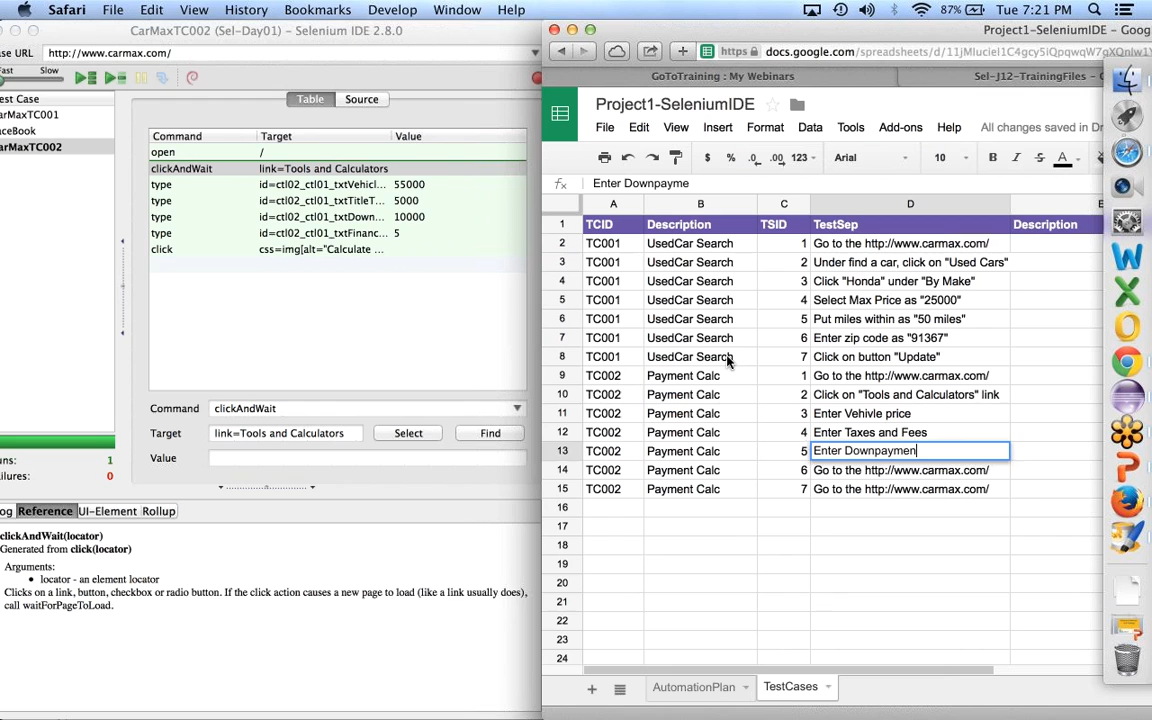 Safari File Edit View History Bookmarks Develop Window Help 87% Tue 7:21 PM
CarMaxTC002 (Sel-Day01) - Selenium IDE 2.8.0
ase URL http://www.carmax.com/
Fast Slow
est Case
arMaxTC001
aceBook
arMaxTC002
Table Source
Command Target Value
open /
clickAndWait link=Tools and Calculators
type id=ctl02_ctl01_txtVehicl... 55000
type id=ctl02_ctl01_txtTitleT... 5000
type id=ctl02_ctl01_txtDown... 10000
type id=ctl02_ctl01_txtFinanc... 5
click css=img[alt="Calculate ...
Command clickAndWait
Target link=Tools and Calculators Select Find
Value
uns: 1
ailures: 0
og Reference UI-Element Rollup
clickAndWait(locator)
Generated from click(locator)
Arguments:
• locator - an element locator
Clicks on a link, button, checkbox or radio button. If the click action causes a new page to load (like a link usually does),
call waitForPageToLoad.
Project1-SeleniumIDE - Goog
https docs.google.com/spreadsheets/d/
GoToTraining : My Webinars Sel-J12-TrainingFiles -
Project1-SeleniumIDE
File Edit View Insert Format Data Tools Add-ons Help All changes saved in Dr
$ % .0 .00 123 Arial 10 B I S A
fx Enter Downpayme
A B C D E
1 TCID Description TSID TestSep Description
2 TC001 UsedCar Search 1 Go to the http://www.carmax.com/
3 TC001 UsedCar Search 2 Under find a car, click on "Used Cars"
4 TC001 UsedCar Search 3 Click "Honda" under "By Make"
5 TC001 UsedCar Search 4 Select Max Price as "25000"
6 TC001 UsedCar Search 5 Put miles within as "50 miles"
7 TC001 UsedCar Search 6 Enter zip code as "91367"
8 TC001 UsedCar Search 7 Click on button "Update"
9 TC002 Payment Calc 1 Go to the http://www.carmax.com/
10 TC002 Payment Calc 2 Click on "Tools and Calculators" link
11 TC002 Payment Calc 3 Enter Vehivle price
12 TC002 Payment Calc 4 Enter Taxes and Fees
13 TC002 Payment Calc 5 Enter Downpaymen
14 TC002 Payment Calc 6 Go to the http://www.carmax.com/
15 TC002 Payment Calc 7 Go to the http://www.carmax.com/
16
17
18
19
20
21
22
23
24
AutomationPlan TestCases